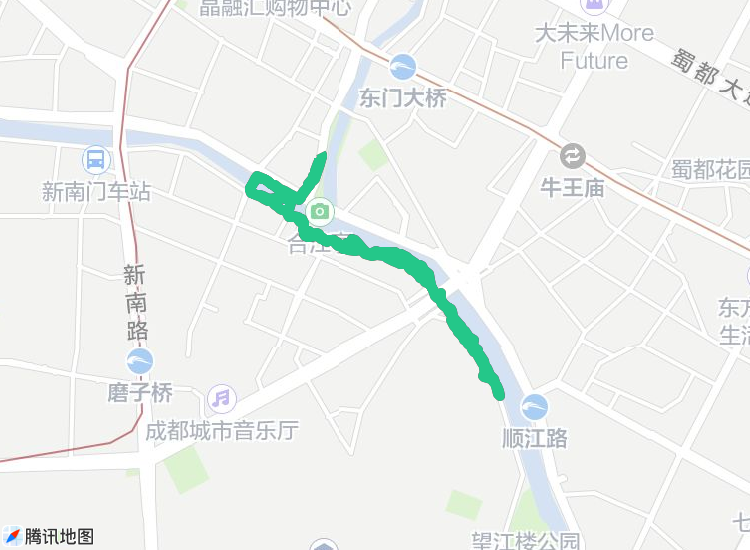 晶融汇购物中心
大未来More
Future
东门大桥
蜀都大道
牛王庙
蜀都花园
新南门车站
合江亭
新南路
东方
生活
磨子桥
成都城市音乐厅
顺江路
七
望江楼公园
腾讯地图